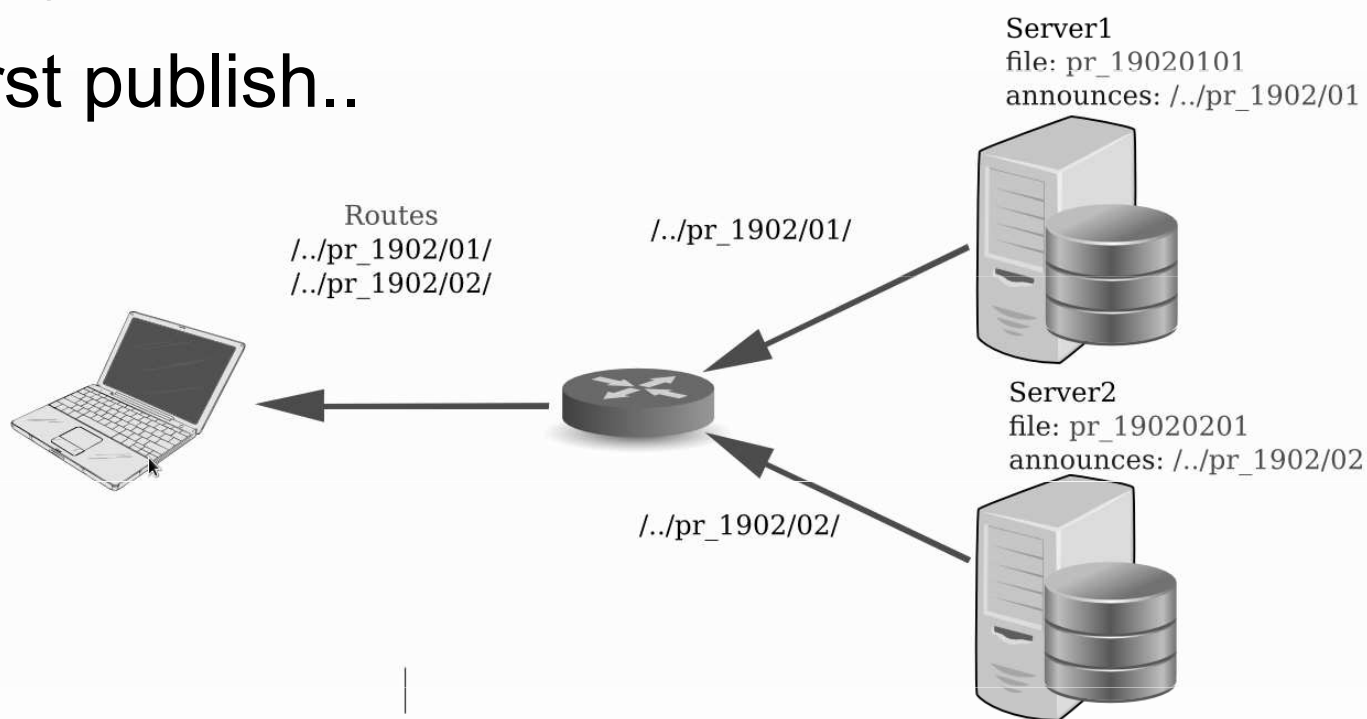 rst publish..
Server1
file: pr_19020101
announces: /../pr_1902/01
Routes
/../pr_1902/01/
/../pr_1902/02/
/../pr_1902/01/
Server2
file: pr_19020201
announces: /../pr_1902/02
/../pr_1902/02/